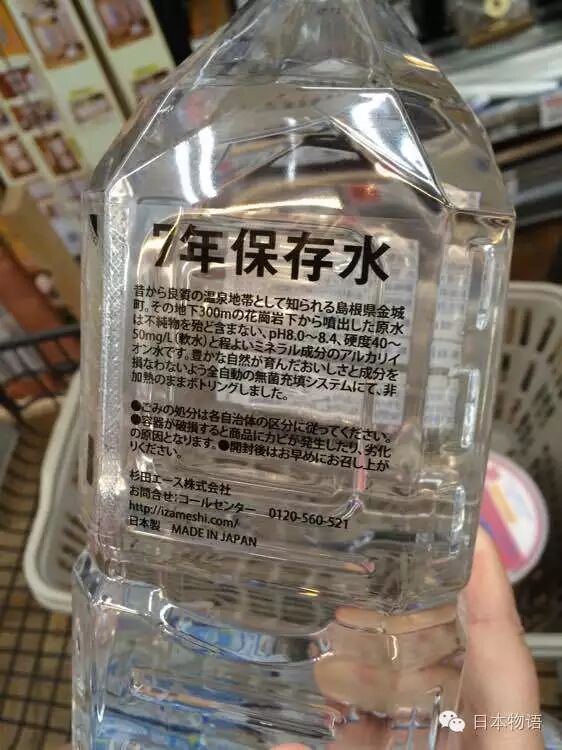 7年保存水
昔から良質の温泉地帯として知られる島根県金城
町。その地下300mの花崗岩下から噴出した原水
は不純物を殆ど含まない、pH8.0〜8.4、硬度40〜
50mg/L(軟水)と程よいミネラル成分のアルカリイ
オン水です。豊かな自然が育んだおいしさと成分を
損なわないよう全自動の無菌充填システムにて、非
加熱のままボトリングしました。
●ごみの処分は各自治体の区分に従ってください。
●容器が破損すると商品にカビが発生したり、劣化
の原因となります。●開封後はお早めにお召し上が
りください。
杉田エース株式会社
お問合せ:コールセンター 0120-560-521
http://izameshi.com/
日本製 MADE IN JAPAN
日本物语